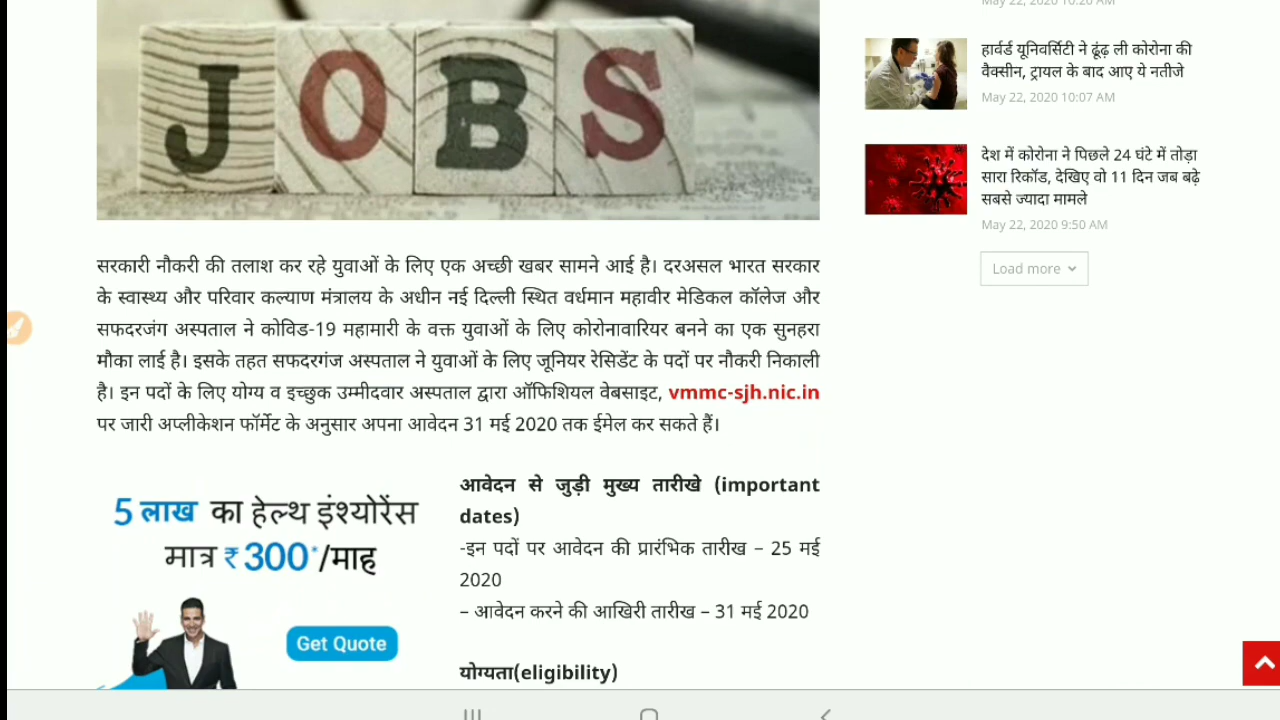 JOBS
सरकारी नौकरी की तलाश कर रहे युवाओं के लिए एक अच्छी खबर सामने आई है। दरअसल भारत सरकार
के स्वास्थ्य और परिवार कल्याण मंत्रालय के अधीन नई दिल्ली स्थित वर्धमान महावीर मेडिकल कॉलेज और
सफदरजंग अस्पताल ने कोविड-19 महामारी के वक्त युवाओं के लिए कोरोनावारियर बनने का एक सुनहरा
मौका लाई है। इसके तहत सफदरगंज अस्पताल ने युवाओं के लिए जूनियर रेसिडेंट के पदों पर नौकरी निकाली
है। इन पदों के लिए योग्य व इच्छुक उम्मीदवार अस्पताल द्वारा ऑफिशियल वेबसाइट, vmmc-sjh.nic.in
पर जारी अप्लीकेशन फॉर्मेट के अनुसार अपना आवेदन 31 मई 2020 तक ईमेल कर सकते हैं।
5 लाख का हेल्थ इंश्योरेंस
मात्र ₹300*/माह
Get Quote
आवेदन से जुड़ी मुख्य तारीखे (important
dates)
-इन पदों पर आवेदन की प्रारंभिक तारीख – 25 मई
2020
– आवेदन करने की आखिरी तारीख – 31 मई 2020
योग्यता(eligibility)
May 22, 2020 10:20 AM
हार्वर्ड यूनिवर्सिटी ने ढूंढ़ ली कोरोना की
वैक्सीन, ट्रायल के बाद आए ये नतीजे
May 22, 2020 10:07 AM
देश में कोरोना ने पिछले 24 घंटे में तोड़ा
सारा रिकॉड, देखिए वो 11 दिन जब बढ़े
सबसे ज्यादा मामले
May 22, 2020 9:50 AM
Load more